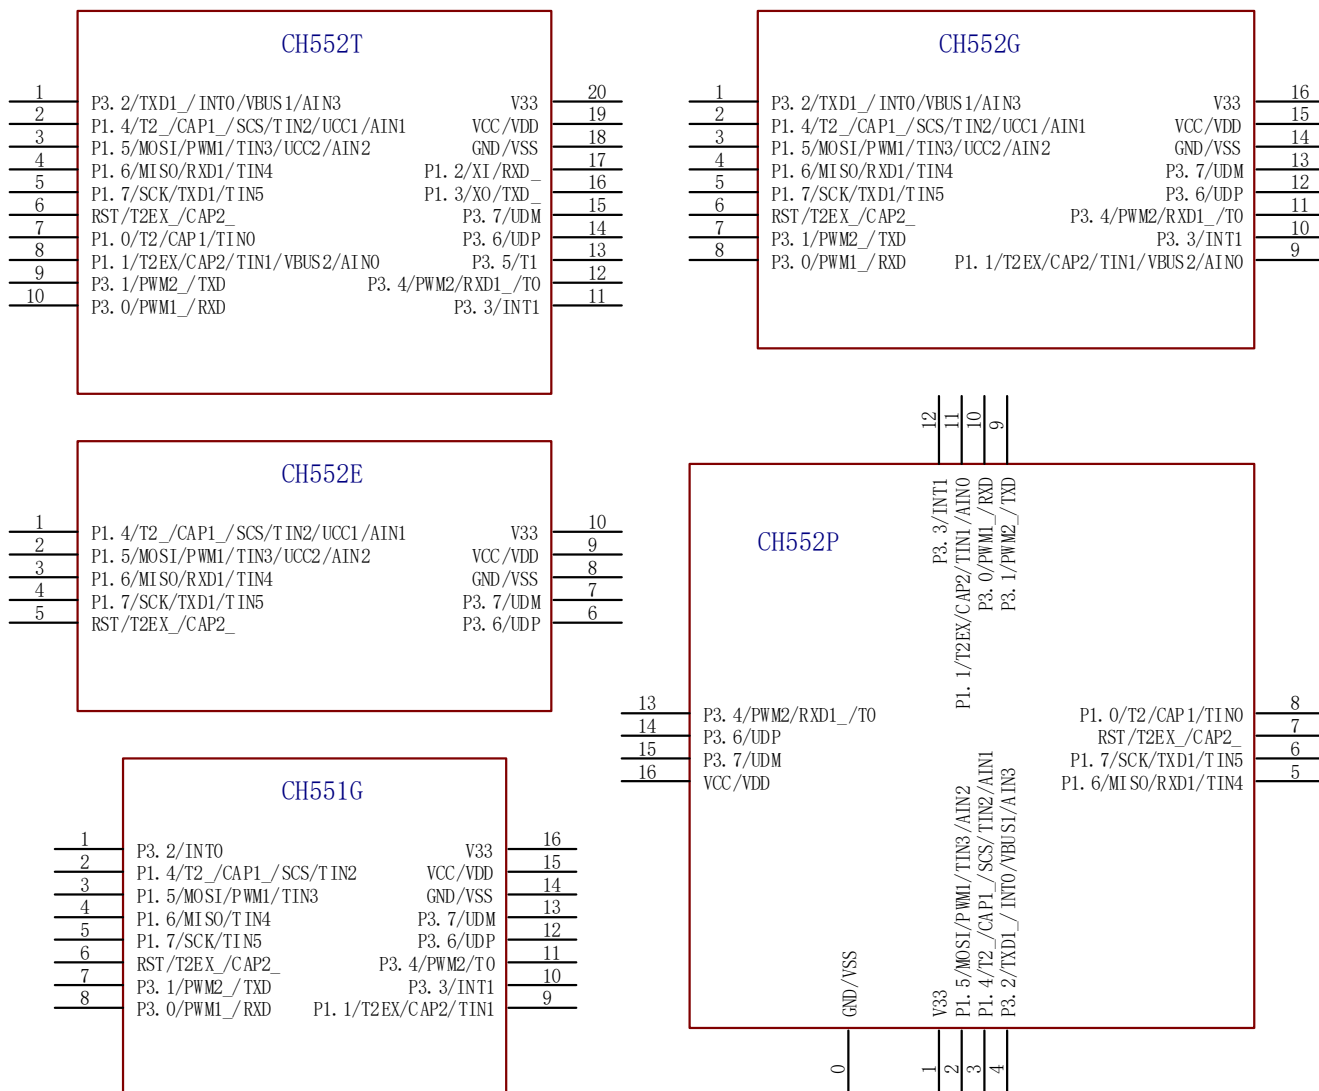 CH552T
1 P3.2/TXD1_/INT0/VBUS1/AIN3 V33 20
2 P1.4/T2_/CAP1_/SCS/TIN2/UCC1/AIN1 VCC/VDD 19
3 P1.5/MOSI/PWM1/TIN3/UCC2/AIN2 GND/VSS 18
4 P1.6/MISO/RXD1/TIN4 P1.2/XI/RXD_ 17
5 P1.7/SCK/TXD1/TIN5 P1.3/XO/TXD_ 16
6 RST/T2EX_/CAP2_ P3.7/UDM 15
7 P1.0/T2/CAP1/TIN0 P3.6/UDP 14
8 P1.1/T2EX/CAP2/TIN1/VBUS2/AIN0 P3.5/T1 13
9 P3.1/PWM2_/TXD P3.4/PWM2/RXD1_/T0 12
10 P3.0/PWM1_/RXD P3.3/INT1 11
CH552G
1 P3.2/TXD1_/INT0/VBUS1/AIN3 V33 16
2 P1.4/T2_/CAP1_/SCS/TIN2/UCC1/AIN1 VCC/VDD 15
3 P1.5/MOSI/PWM1/TIN3/UCC2/AIN2 GND/VSS 14
4 P1.6/MISO/RXD1/TIN4 P3.7/UDM 13
5 P1.7/SCK/TXD1/TIN5 P3.6/UDP 12
6 RST/T2EX_/CAP2_ P3.4/PWM2/RXD1_/T0 11
7 P3.1/PWM2_/TXD P3.3/INT1 10
8 P3.0/PWM1_/RXD P1.1/T2EX/CAP2/TIN1/VBUS2/AIN0 9
CH552E
1 P1.4/T2_/CAP1_/SCS/TIN2/UCC1/AIN1 V33 10
2 P1.5/MOSI/PWM1/TIN3/UCC2/AIN2 VCC/VDD 9
3 P1.6/MISO/RXD1/TIN4 GND/VSS 8
4 P1.7/SCK/TXD1/TIN5 P3.7/UDM 7
5 RST/T2EX_/CAP2_ P3.6/UDP 6
CH552P
12 P3.3/INT1
11 P1.1/T2EX/CAP2/TIN1/AIN0
10 P3.0/PWM1_/RXD
9 P3.1/PWM2_/TXD
13 P3.4/PWM2/RXD1_/T0 P1.0/T2/CAP1/TIN0 8
14 P3.6/UDP RST/T2EX_/CAP2_ 7
15 P3.7/UDM P1.7/SCK/TXD1/TIN5 6
16 VCC/VDD P1.6/MISO/RXD1/TIN4 5
0 GND/VSS
1 V33
2 P1.5/MOSI/PWM1/TIN3/AIN2
3 P1.4/T2_/CAP1_/SCS/TIN2/AIN1
4 P3.2/TXD1_/INT0/VBUS1/AIN3
CH551G
1 P3.2/INT0 V33 16
2 P1.4/T2_/CAP1_/SCS/TIN2 VCC/VDD 15
3 P1.5/MOSI/PWM1/TIN3 GND/VSS 14
4 P1.6/MISO/TIN4 P3.7/UDM 13
5 P1.7/SCK/TIN5 P3.6/UDP 12
6 RST/T2EX_/CAP2_ P3.4/PWM2/T0 11
7 P3.1/PWM2_/TXD P3.3/INT1 10
8 P3.0/PWM1_/RXD P1.1/T2EX/CAP2/TIN1 9